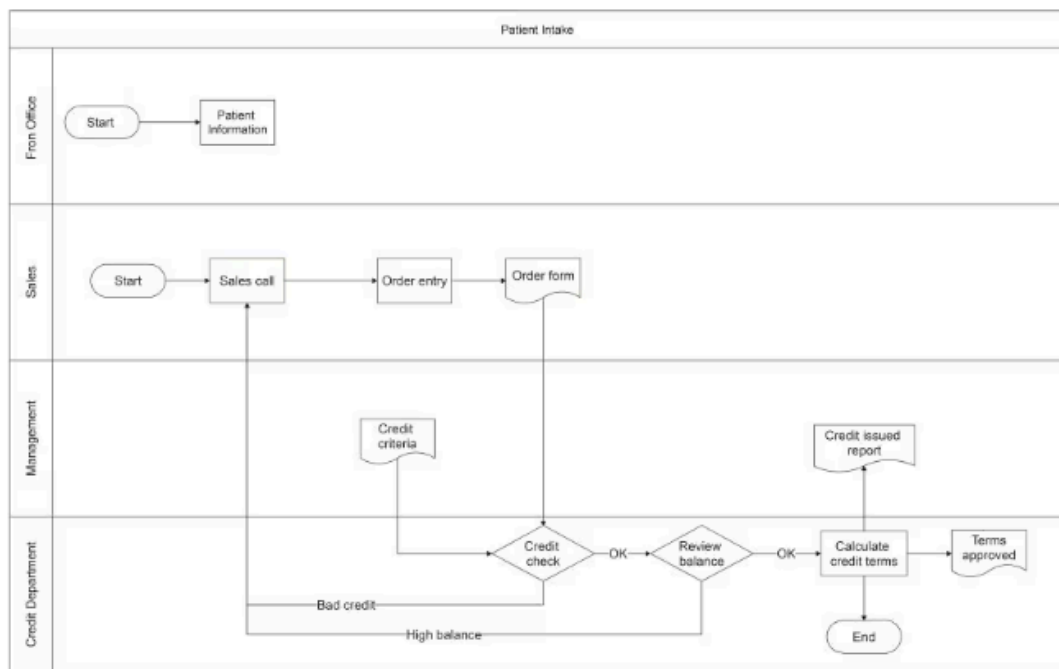 Patient Intake
Fron Office
Start
Patient
Information
Sales
Start
Sales call
Order entry
Order form
Management
Credit
criteria
Credit issued
report
Credit Department
Credit
check
OK
Review
balance
OK
Calculate
credit terms
Terms
approved
Bad credit
High balance
End